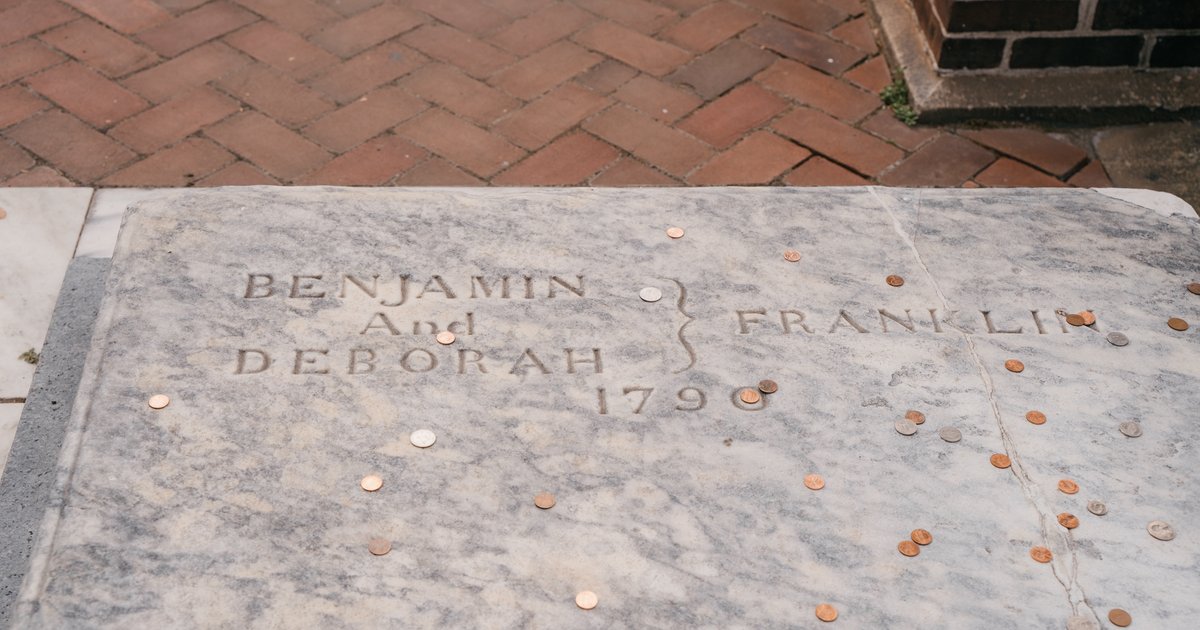 BENJAMIN
And
DEBORAH
FRANKLIN
1790